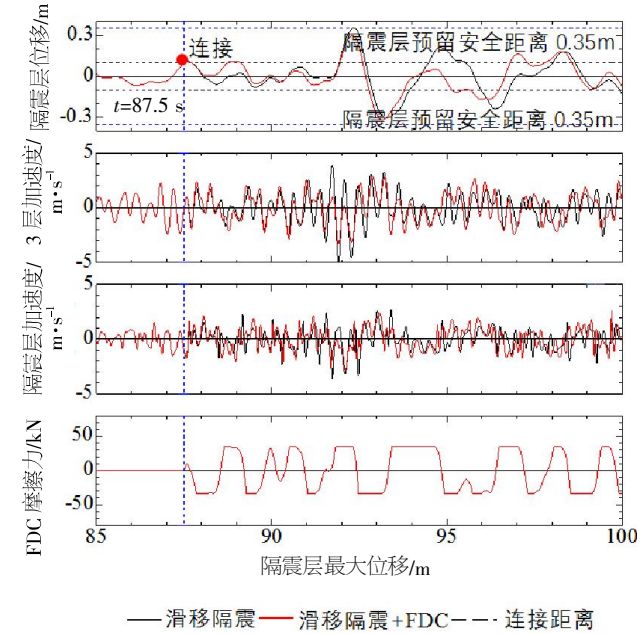 隔震层位移/m
0.3
0
-0.3
连接
t=87.5 s
隔震层预留安全距离 0.35m
隔震层预留安全距离 0.35m
3 层加速度/
m·s⁻¹
5
0
-5
隔震层加速度/
m·s⁻¹
5
0
-5
FDC 摩擦力/kN
50
0
-50
85 90 95 100
隔震层最大位移/m
滑移隔震 滑移隔震+FDC 连接距离